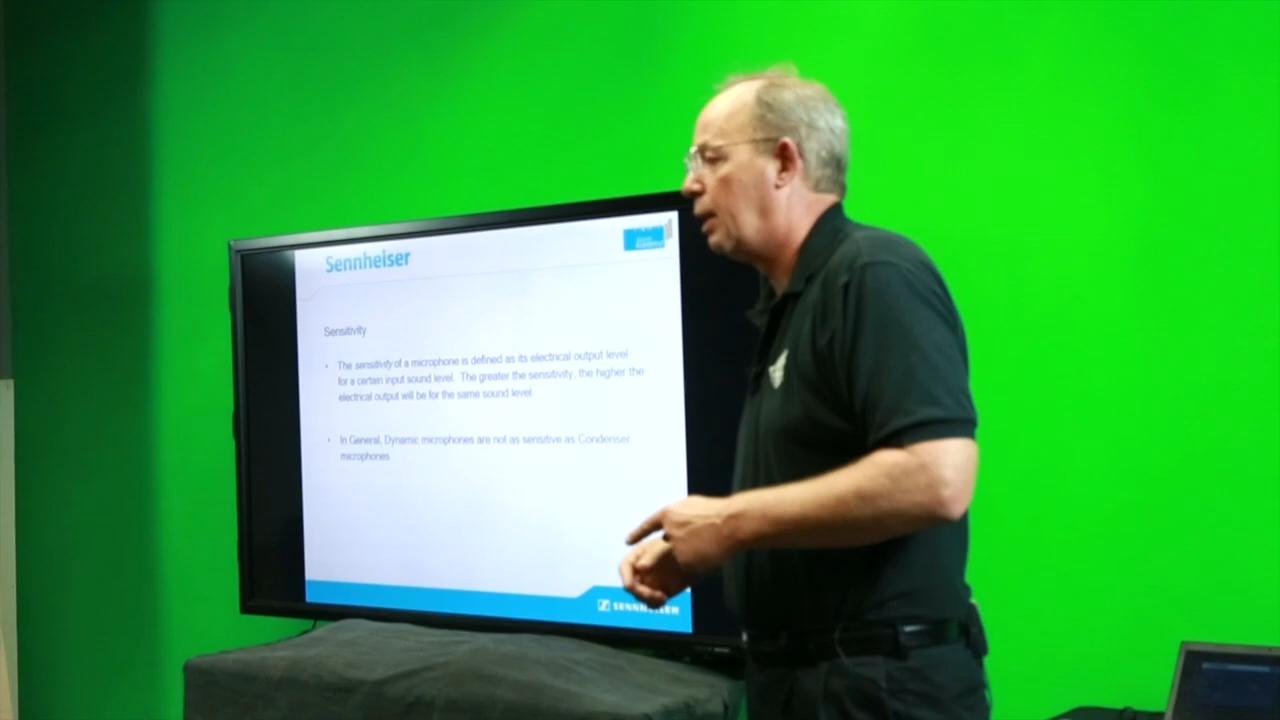 Sennheiser
Sensitivity
• The sensitivity of a microphone is defined as its electrical output level
for a certain input sound level. The greater the sensitivity, the higher the
electrical output will be for the same sound level
• In General, Dynamic microphones are not as sensitive as Condenser
microphones
SENNHEISER